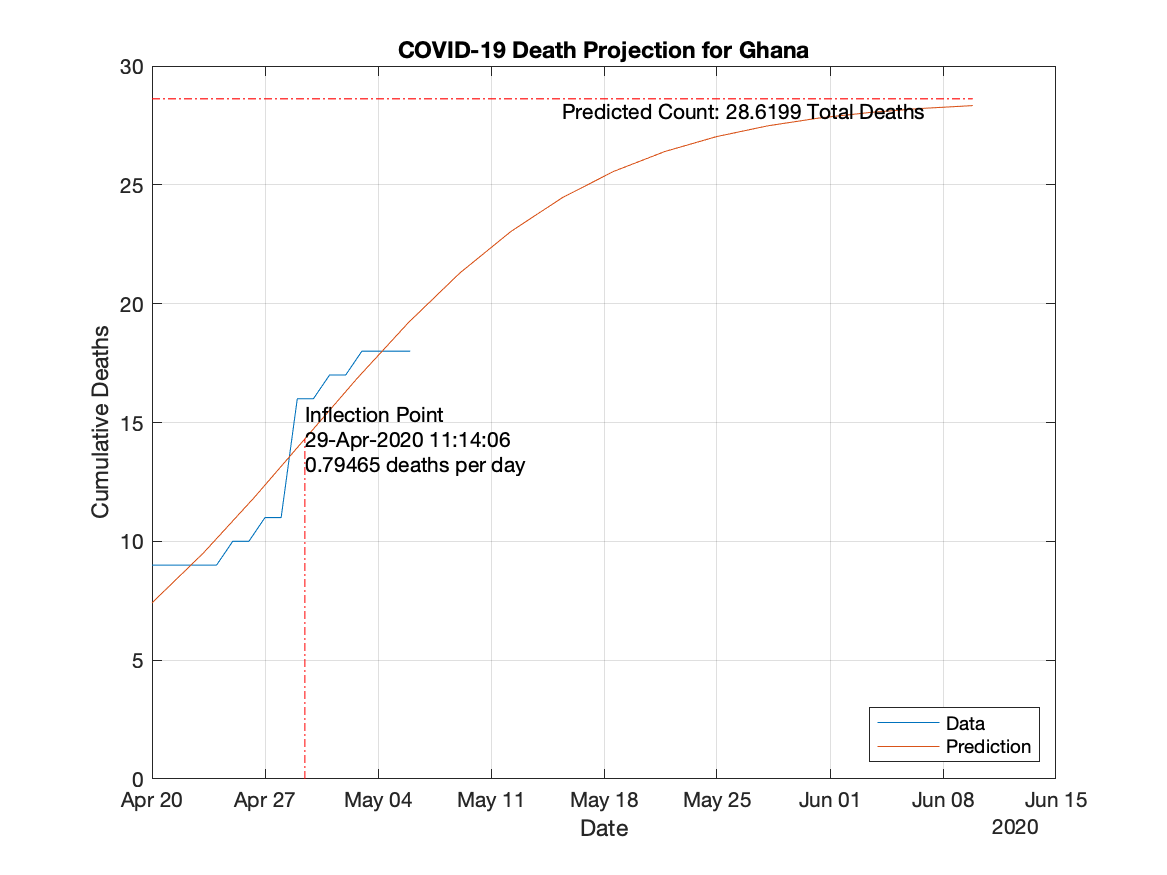 COVID-19 Death Projection for Ghana
30
Predicted Count: 28.6199 Total Deaths
25
20
15
10
5
0
Cumulative Deaths
Inflection Point
29-Apr-2020 11:14:06
0.79465 deaths per day
Data
Prediction
Apr 20 Apr 27 May 04 May 11 May 18 May 25 Jun 01 Jun 08 Jun 15
Date
2020